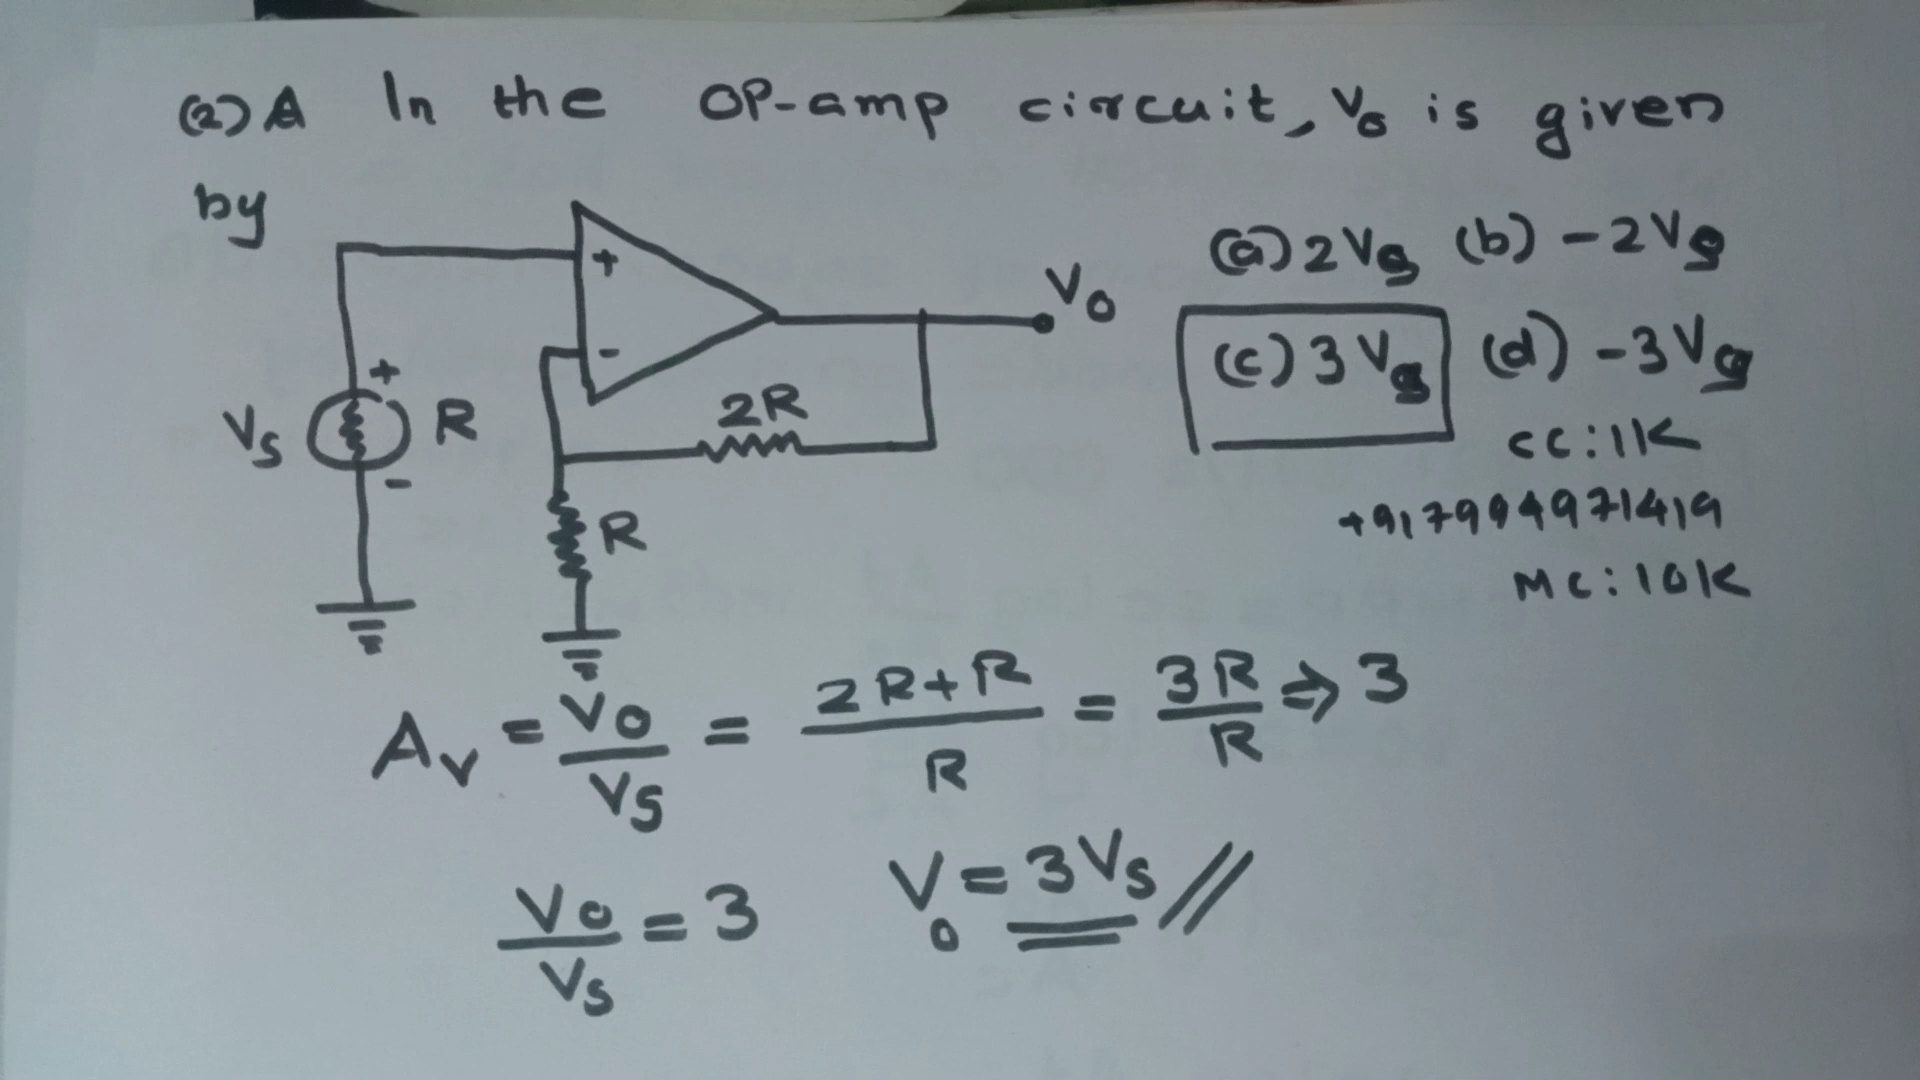 (2) A In the OP-amp circuit, Vo is given
by
(a) 2Vs (b) -2Vs
(c) 3Vs (d) -3Vs
CC: 1K
+917994971419
MC: 10K
+
-
Vo
2R
+
Vs R
-
R
Av = Vo/Vs = 2R+R/R = 3R/R ⇒ 3
Vo/Vs = 3 Vo = 3Vs //